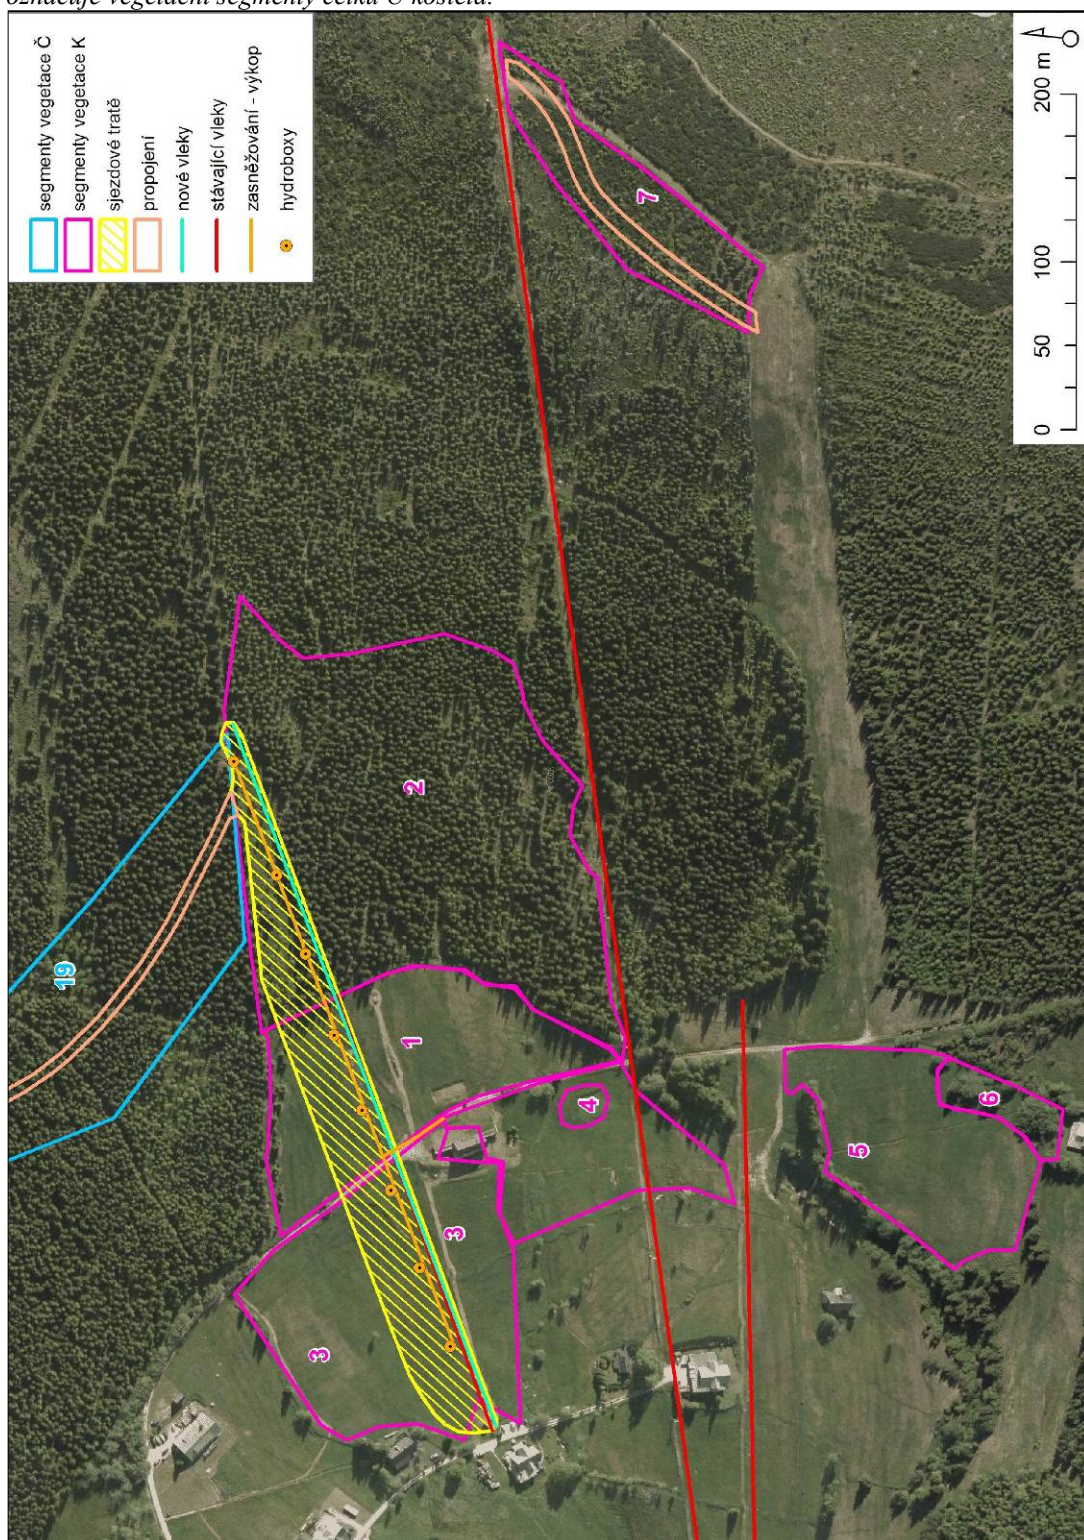 označuje vegetační segmenty celku U kostela.
segmenty vegetace Č
segmenty vegetace K
sjezdové tratě
propojení
nové vleky
stávající vleky
zasněžování - výkop
hydroboxy
0 50 100 200 m
19
7
2
1
4
3
3
5
6